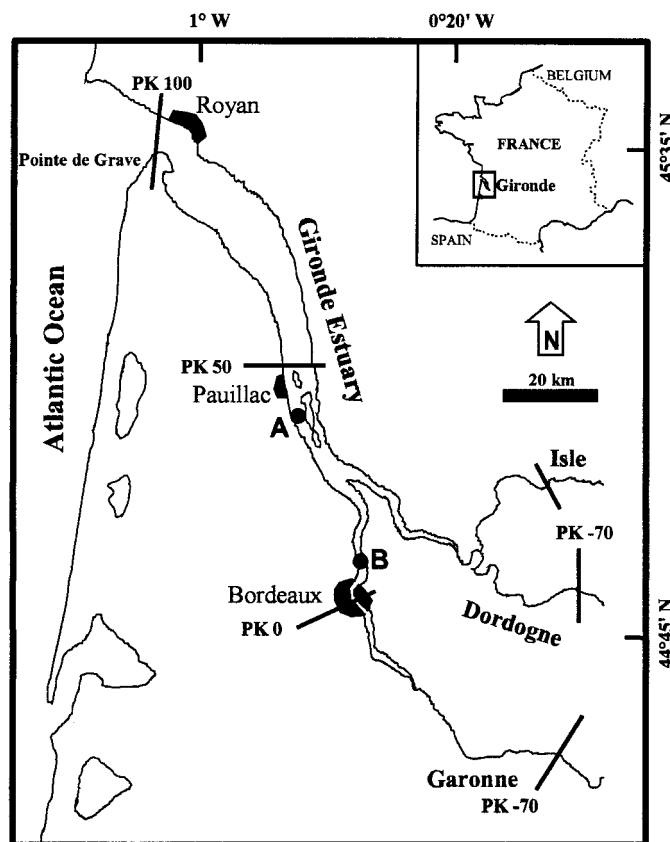 1° W
0°20' W
PK 100
Royan
Pointe de Grave
BELGIUM
FRANCE
Gironde
SPAIN
45°35' N
Atlantic Ocean
Gironde Estuary
N
20 km
PK 50
Pauillac
A
Isle
PK -70
B
Bordeaux
PK 0
Dordogne
44°45' N
Garonne
PK -70